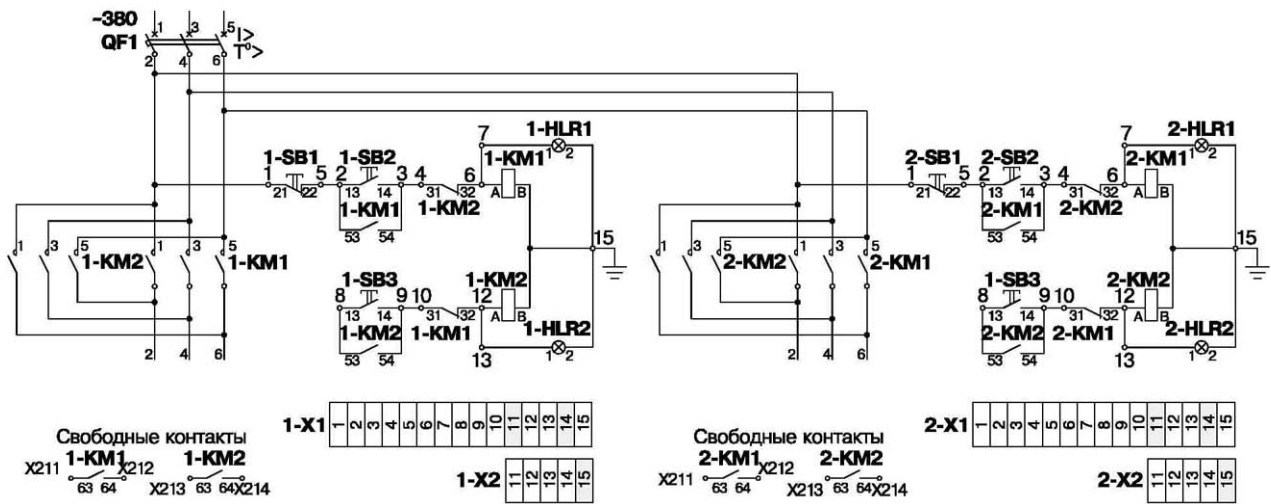 ~380
1 3 5 I>
QF1 T⁰>
2 4 6
7 1-HLR1
1 2
1-SB1 1-SB2 1-KM1
1 5 2 3 4 6
21 22 13 14 31 32 A B
1-KM1 1-KM2
53 54
15
1 3 5 1 3 5
1-KM2 1-KM1
1-SB3 1-KM2
8 9 10 12
13 14 31 32 A B
1-KM2 1-KM1 1-HLR2
53 54 13 1 2
2 4 6
7 2-HLR1
1 2
2-SB1 2-SB2 2-KM1
1 5 2 3 4 6
21 22 13 14 31 32 A B
2-KM1 2-KM2
53 54
15
1 3 5 1 3 5
2-KM2 2-KM1
1-SB3 2-KM2
8 9 10 12
13 14 31 32 A B
2-KM2 2-KM1 2-HLR2
53 54 13 1 2
2 4 6
1-X1 1 2 3 4 5 6 7 8 9 10 11 12 13 14 15
Свободные контакты
X211 1-KM1 X212 1-KM2
63 64 X213 63 64 X214
1-X2 11 12 13 14 15
2-X1 1 2 3 4 5 6 7 8 9 10 11 12 13 14 15
Свободные контакты
X211 2-KM1 X212 2-KM2
63 64 X213 63 64 X214
2-X2 11 12 13 14 15